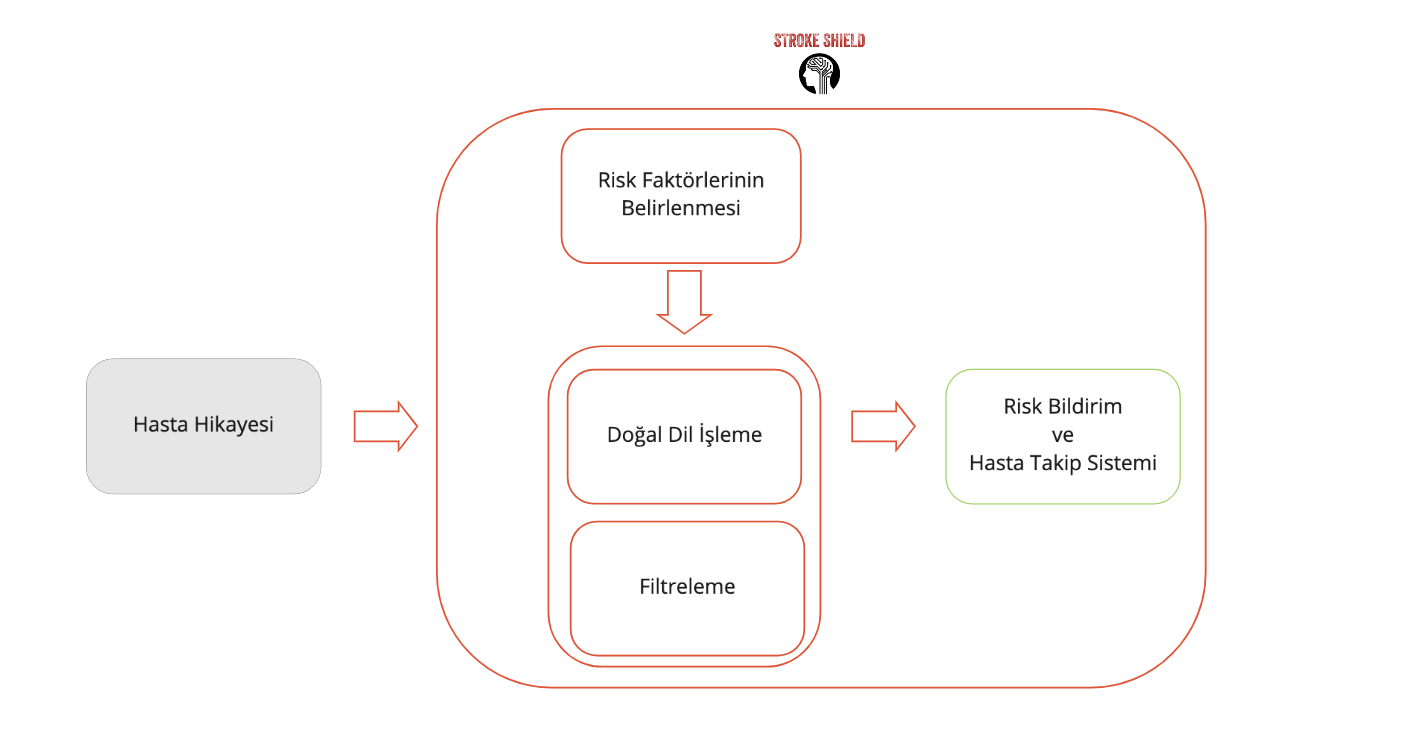 STROKE SHIELD
Risk Faktörlerinin
Belirlenmesi
Hasta Hikayesi
Doğal Dil İşleme
Filtreleme
Risk Bildirim
ve
Hasta Takip Sistemi